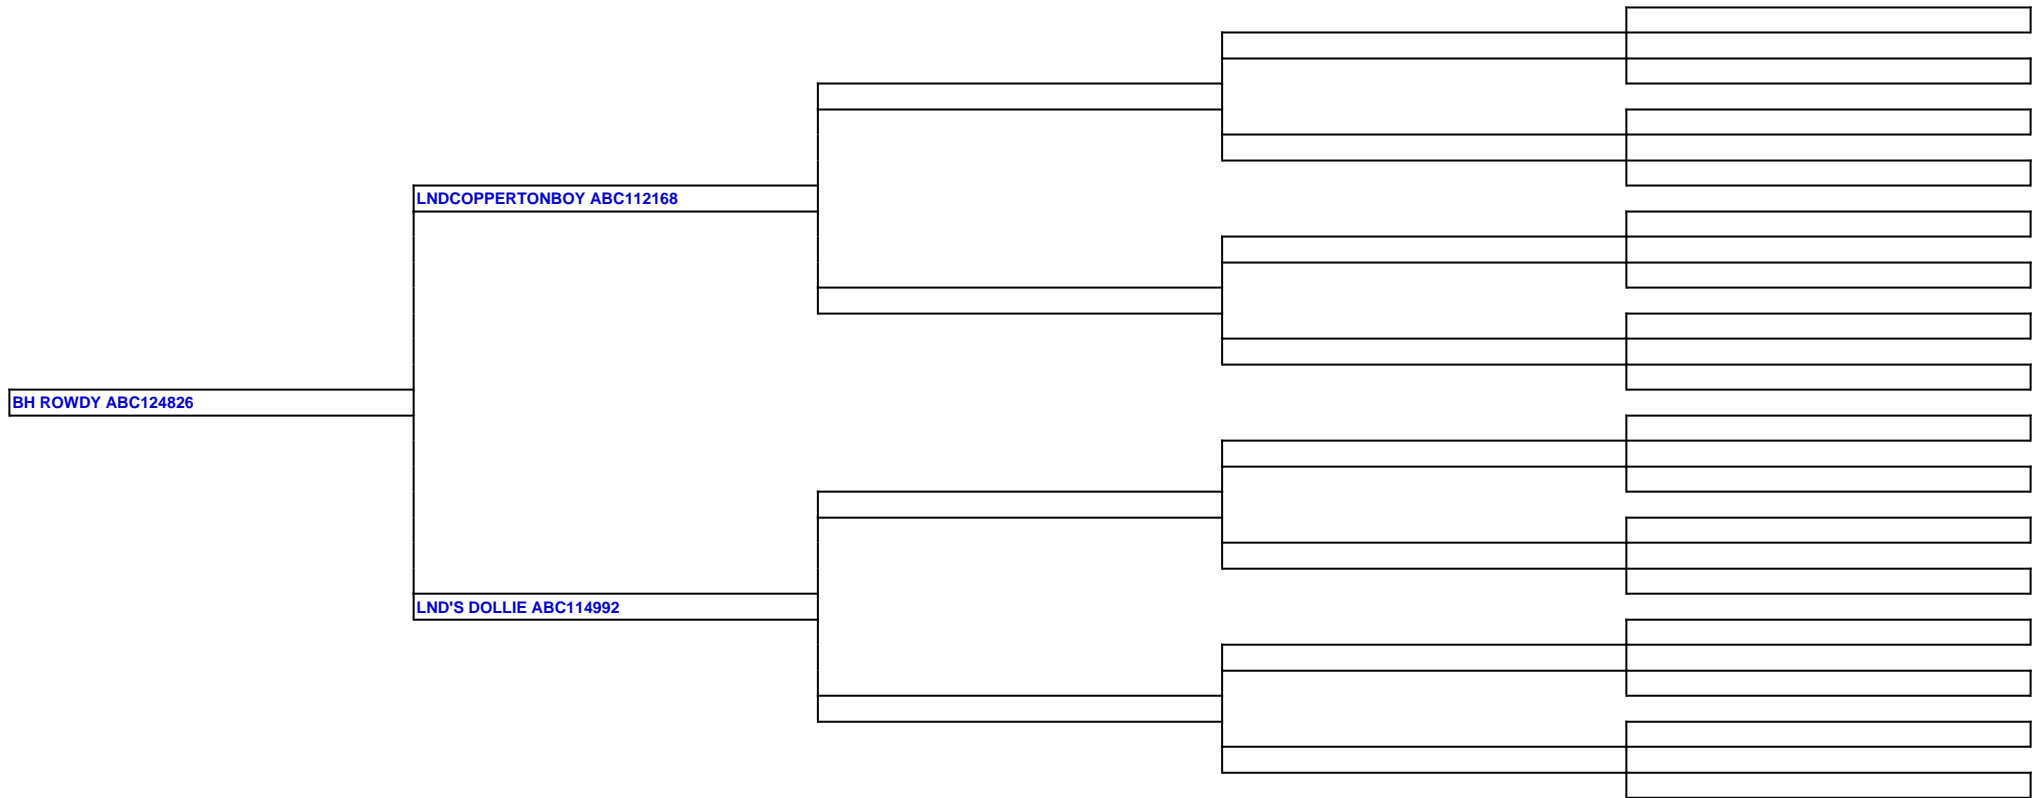 LNDCOPPERTONBOY ABC112168
BH ROWDY ABC124826
LND'S DOLLIE ABC114992